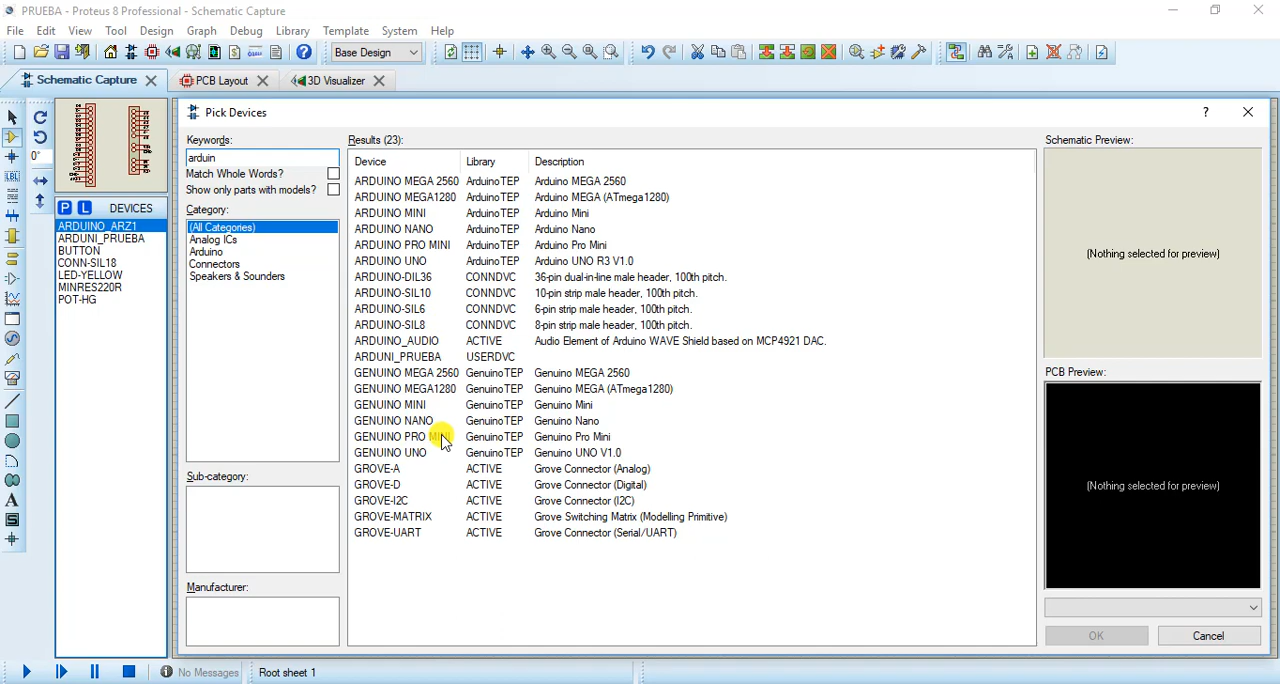 PRUEBA - Proteus 8 Professional - Schematic Capture
File Edit View Tool Design Graph Debug Library Template System Help
Base Design
Schematic Capture PCB Layout 3D Visualizer
Pick Devices
Keywords:
arduin
Match Whole Words?
Show only parts with models?
Category:
(All Categories)
Analog ICs
Arduino
Connectors
Speakers & Sounders
Sub-category:
Manufacturer:
0°
P L DEVICES
ARDUINO_ARZ1
ARDUNI_PRUEBA
BUTTON
CONN-SIL18
LED-YELLOW
MINRES220R
POT-HG
Results (23):
Device Library Description
ARDUINO MEGA 2560 ArduinoTEP Arduino MEGA 2560
ARDUINO MEGA1280 ArduinoTEP Arduino MEGA (ATmega1280)
ARDUINO MINI ArduinoTEP Arduino Mini
ARDUINO NANO ArduinoTEP Arduino Nano
ARDUINO PRO MINI ArduinoTEP Arduino Pro Mini
ARDUINO UNO ArduinoTEP Arduino UNO R3 V1.0
ARDUINO-DIL36 CONNDVC 36-pin dual-in-line male header, 100th pitch.
ARDUINO-SIL10 CONNDVC 10-pin strip male header, 100th pitch.
ARDUINO-SIL6 CONNDVC 6-pin strip male header, 100th pitch.
ARDUINO-SIL8 CONNDVC 8-pin strip male header, 100th pitch.
ARDUINO_AUDIO ACTIVE Audio Element of Arduino WAVE Shield based on MCP4921 DAC.
ARDUNI_PRUEBA USERDVC
GENUINO MEGA 2560 GenuinoTEP Genuino MEGA 2560
GENUINO MEGA1280 GenuinoTEP Genuino MEGA (ATmega1280)
GENUINO MINI GenuinoTEP Genuino Mini
GENUINO NANO GenuinoTEP Genuino Nano
GENUINO PRO MINI GenuinoTEP Genuino Pro Mini
GENUINO UNO GenuinoTEP Genuino UNO V1.0
GROVE-A ACTIVE Grove Connector (Analog)
GROVE-D ACTIVE Grove Connector (Digital)
GROVE-I2C ACTIVE Grove Connector (I2C)
GROVE-MATRIX ACTIVE Grove Switching Matrix (Modelling Primitive)
GROVE-UART ACTIVE Grove Connector (Serial/UART)
Schematic Preview:
(Nothing selected for preview)
PCB Preview:
(Nothing selected for preview)
OK Cancel
No Messages Root sheet 1